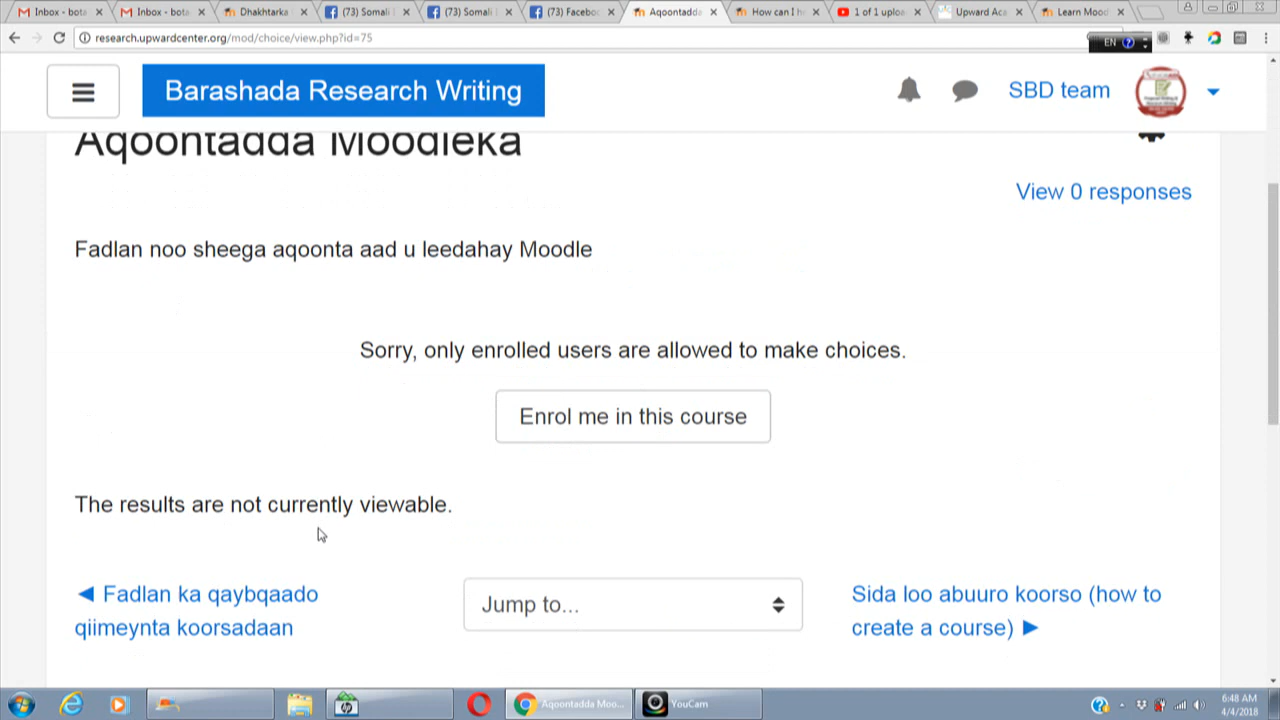 Inbox - bota
Inbox - bota
Dhakhtarka
(73) Somali
(73) Somali
(73) Facebo
Aqoontadda
How can I h
1 of 1 uploa
Upward Aca
Learn Mood
research.upwardcenter.org/mod/choice/view.php?id=75
EN
Barashada Research Writing
SBD team
Aqoontadda Moodleka
View 0 responses
Fadlan noo sheega aqoonta aad u leedahay Moodle
Sorry, only enrolled users are allowed to make choices.
Enrol me in this course
The results are not currently viewable.
◄ Fadlan ka qaybqaado
qiimeynta koorsadaan
Jump to...
Sida loo abuuro koorso (how to
create a course) ►
Aqoontadda Moo...
YouCam
6:48 AM
4/4/2018